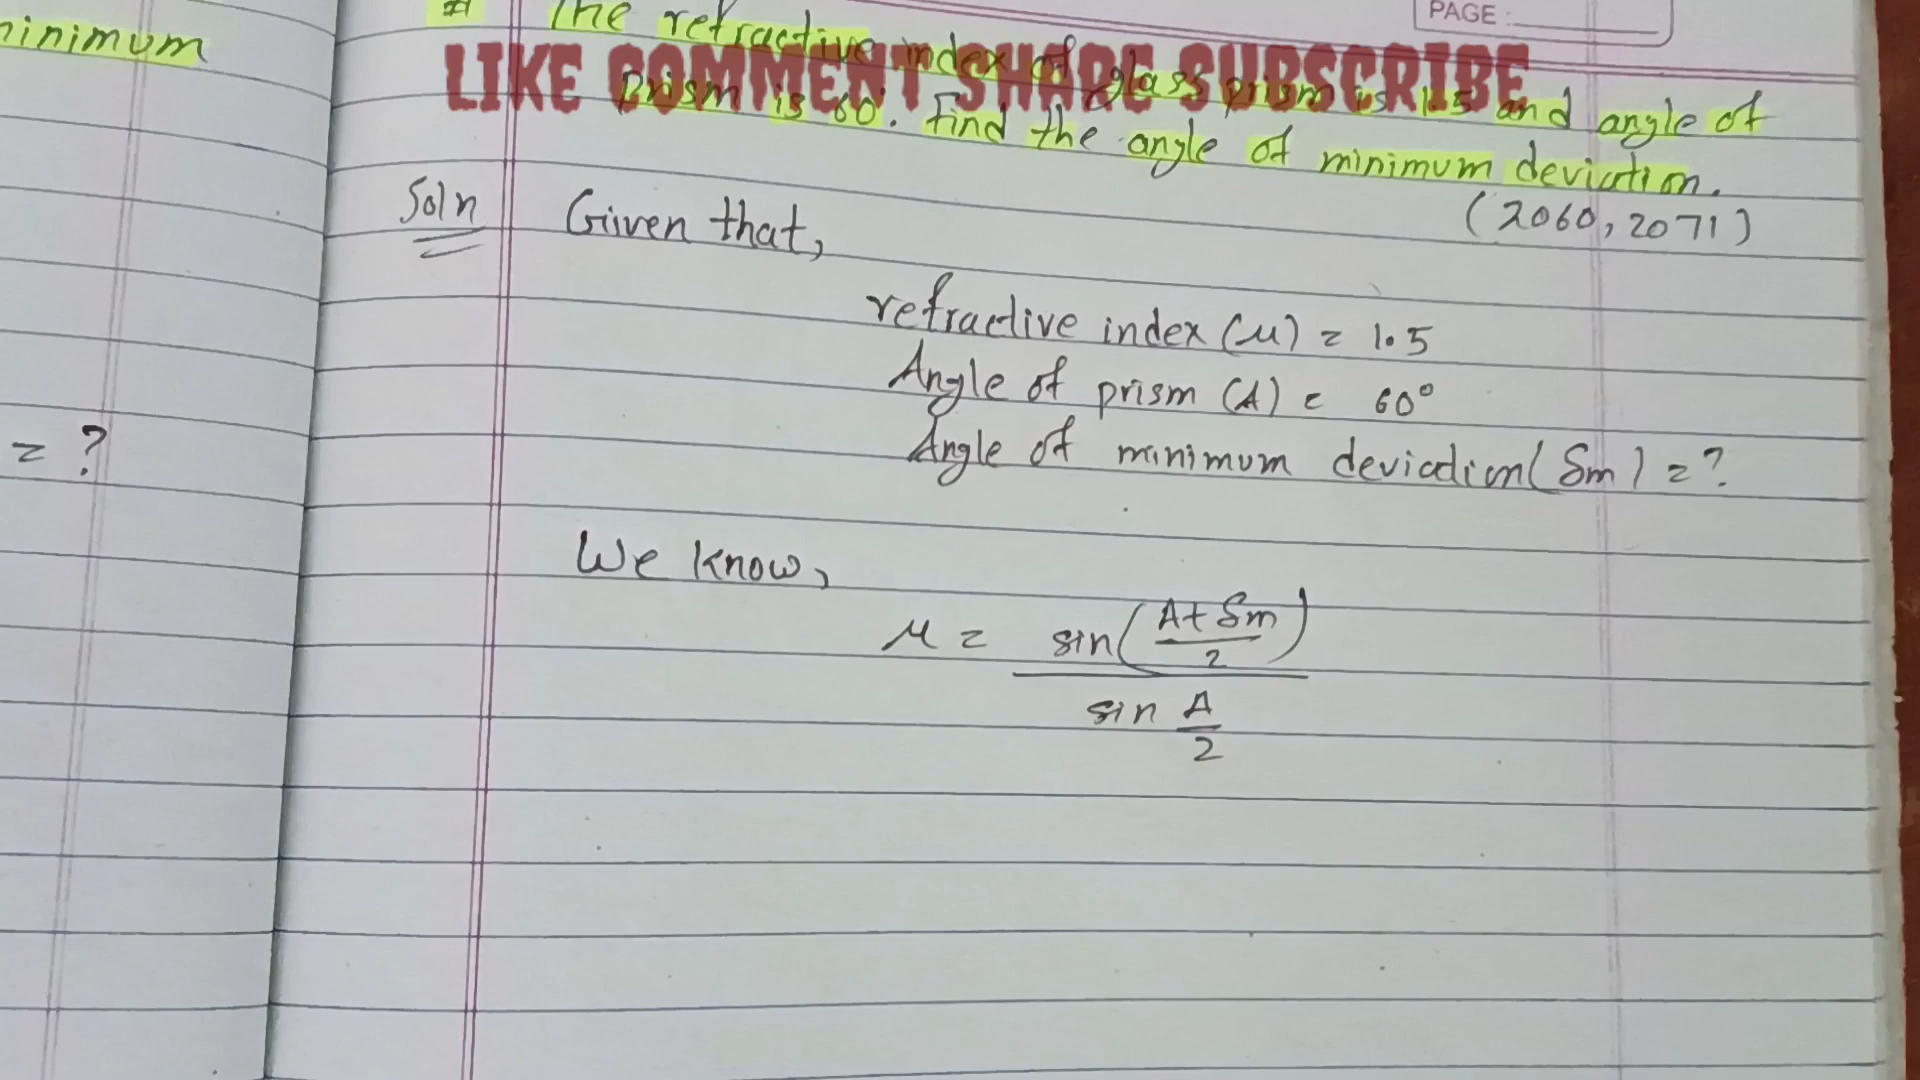 PAGE :
minimum
# The refractive index of glass prism is 1.5 and angle of
LIKE COMMENT SHARE SUBSCRIBE
prism is 60°. Find the angle of minimum deviation.
(2060, 2071)
Soln Given that,
refractive index (μ) = 1.5
Angle of prism (A) = 60°
= ?
Angle of minimum deviation (δm) = ?
We know,
μ = sin(A+δm/2)
sin A/2